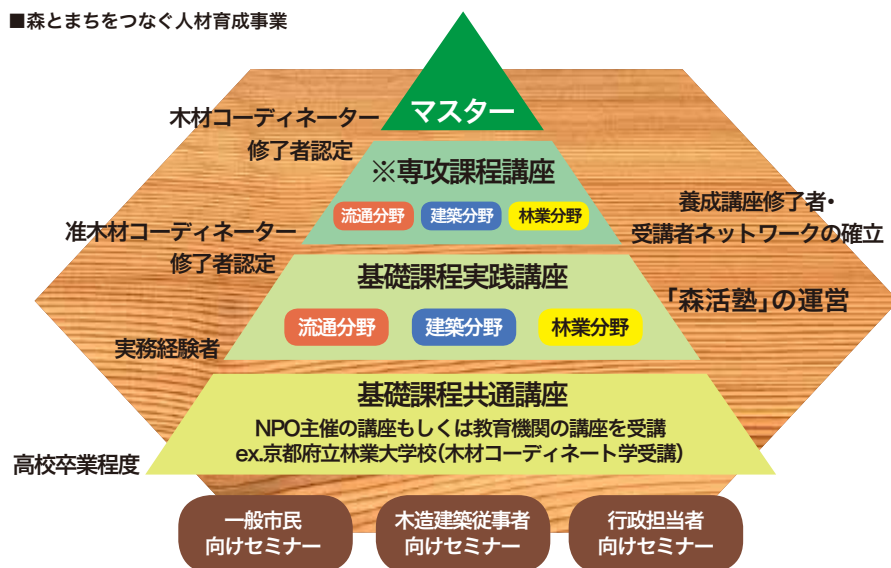 ■森とまちをつなぐ人材育成事業
マスター
木材コーディネーター
修了者認定
※専攻課程講座
流通分野 建築分野 林業分野
養成講座修了者・
受講者ネットワークの確立
准木材コーディネーター
修了者認定
基礎課程実践講座
「森活塾」の運営
流通分野 建築分野 林業分野
実務経験者
基礎課程共通講座
NPO主催の講座もしくは教育機関の講座を受講
ex.京都府立林業大学校(木材コーディネート学受講)
高校卒業程度
一般市民
向けセミナー
木造建築従事者
向けセミナー
行政担当者
向けセミナー